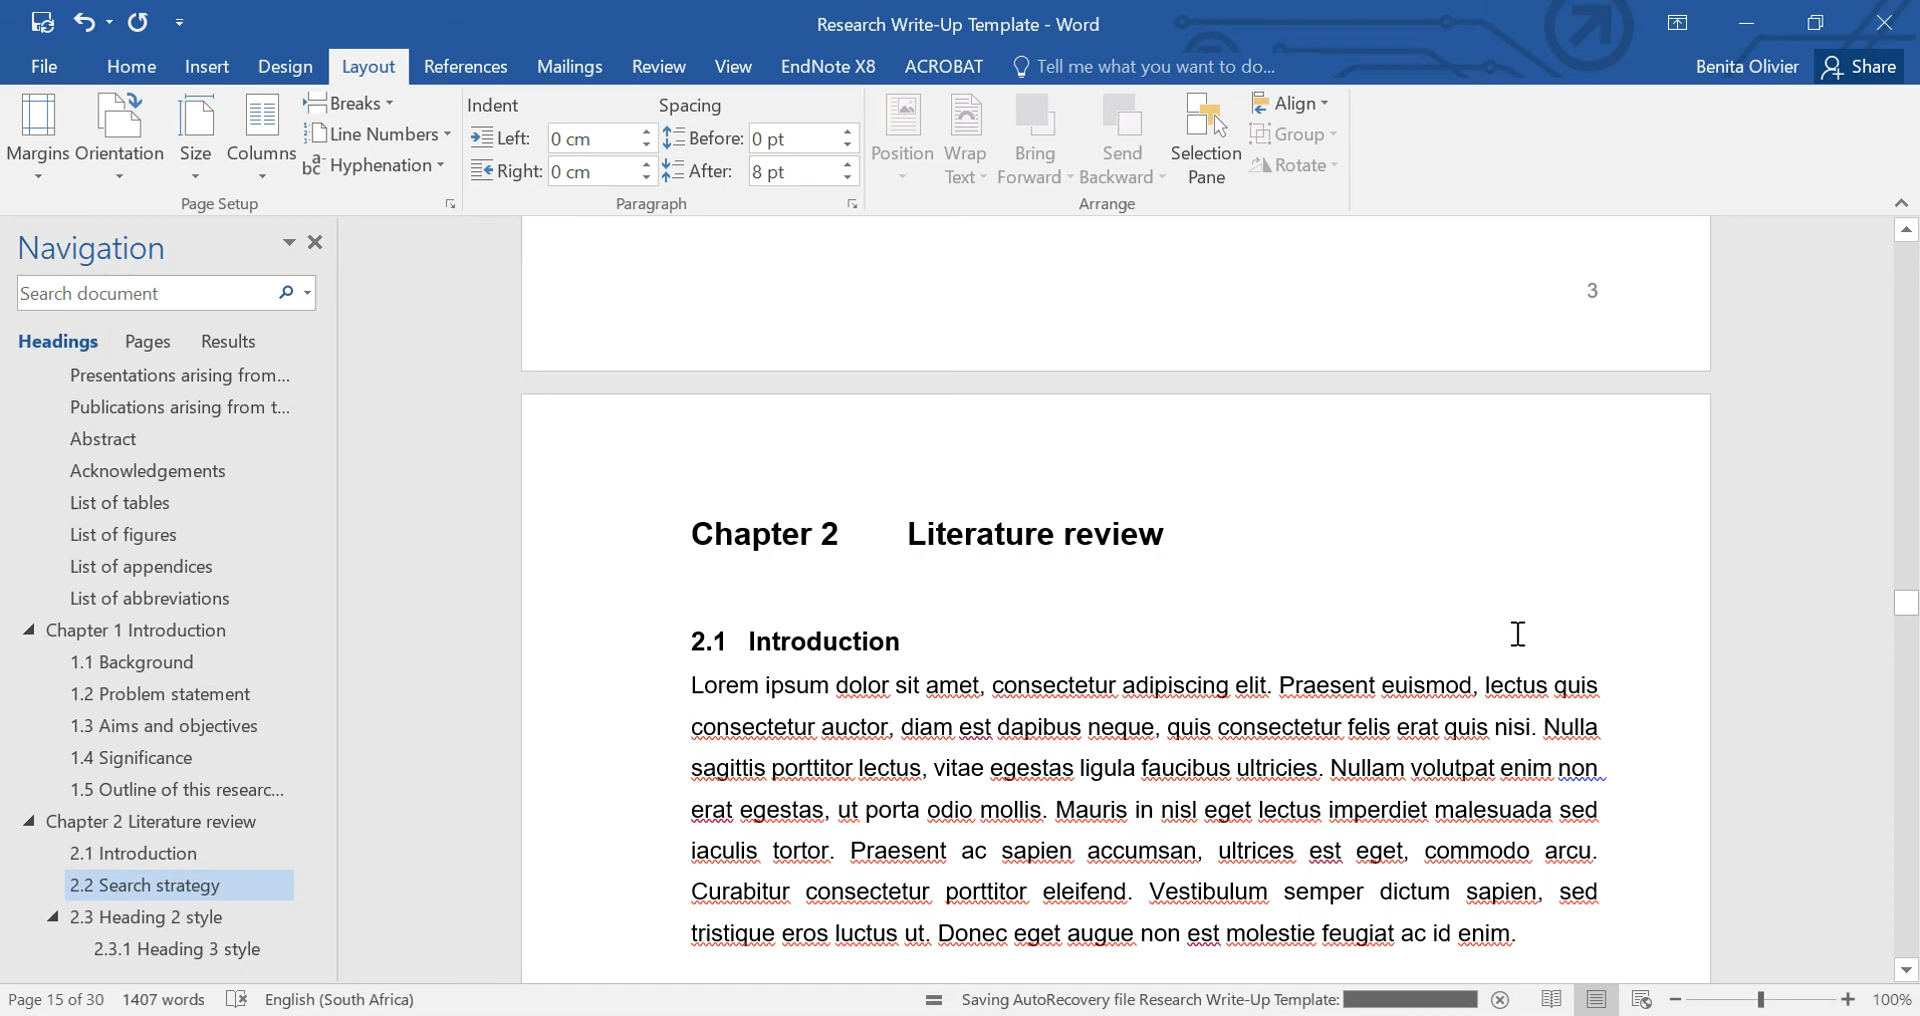 Research Write-Up Template - Word
File Home Insert Design Layout References Mailings Review View EndNote X8 ACROBAT Tell me what you want to do... Benita Olivier Share
Margins Orientation Size Columns
Breaks
Line Numbers
Hyphenation
Page Setup
Indent Spacing
Left: 0 cm Before: 0 pt
Right: 0 cm After: 8 pt
Paragraph
Position Wrap Text Bring Forward Send Backward Selection Pane
Align
Group
Rotate
Arrange
Navigation
Search document
Headings Pages Results
Presentations arising from...
Publications arising from t...
Abstract
Acknowledgements
List of tables
List of figures
List of appendices
List of abbreviations
Chapter 1 Introduction
1.1 Background
1.2 Problem statement
1.3 Aims and objectives
1.4 Significance
1.5 Outline of this researc...
Chapter 2 Literature review
2.1 Introduction
2.2 Search strategy
2.3 Heading 2 style
2.3.1 Heading 3 style
3
Chapter 2 Literature review
2.1 Introduction
Lorem ipsum dolor sit amet, consectetur adipiscing elit. Praesent euismod, lectus quis
consectetur auctor, diam est dapibus neque, quis consectetur felis erat quis nisi. Nulla
sagittis porttitor lectus, vitae egestas ligula faucibus ultricies. Nullam volutpat enim non
erat egestas, ut porta odio mollis. Mauris in nisl eget lectus imperdiet malesuada sed
iaculis tortor. Praesent ac sapien accumsan, ultrices est eget, commodo arcu.
Curabitur consectetur porttitor eleifend. Vestibulum semper dictum sapien, sed
tristique eros luctus ut. Donec eget augue non est molestie feugiat ac id enim.
Page 15 of 30 1407 words English (South Africa) Saving AutoRecovery file Research Write-Up Template: 100%